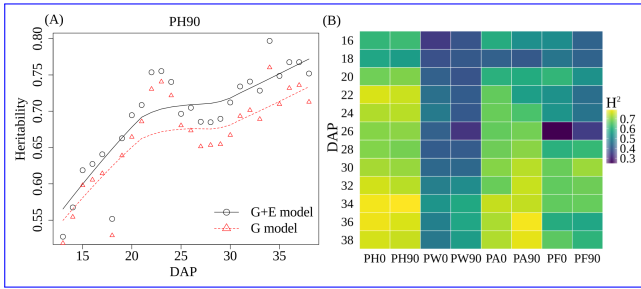 (A)
PH90
Heritability
0.80
0.75
0.70
0.65
0.60
0.55
15
20
25
30
35
DAP
G+E model
G model
(B)
DAP
16
18
20
22
24
26
28
30
32
34
36
38
PH0 PH90 PW0 PW90 PA0 PA90 PF0 PF90
H²
0.7
0.6
0.5
0.4
0.3